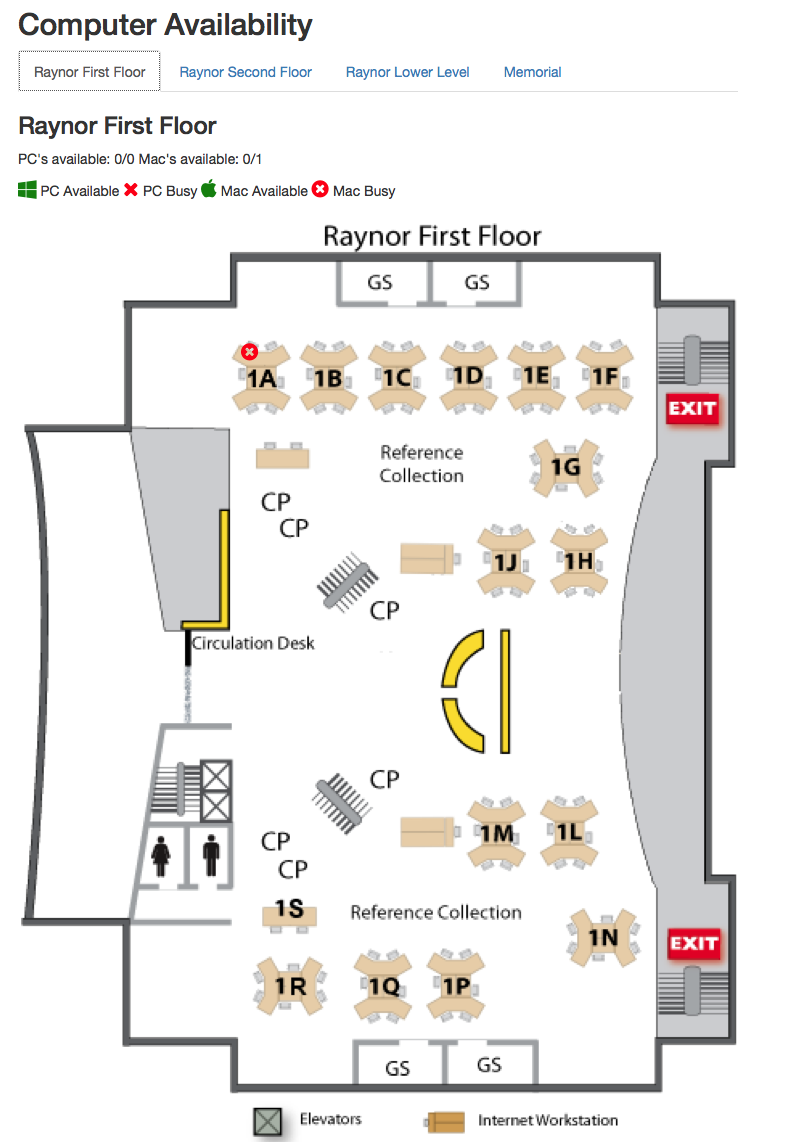 Computer Availability
Raynor First Floor Raynor Second Floor Raynor Lower Level Memorial
Raynor First Floor
PC's available: 0/0 Mac's available: 0/1
PC Available PC Busy Mac Available Mac Busy
Raynor First Floor
GS GS
1A 1B 1C 1D 1E 1F
EXIT
Reference
Collection
1G
CP
CP
1J 1H
CP
Circulation Desk
CP
1M 1L
CP
CP
1S
Reference Collection
1N
EXIT
1R 1Q 1P
GS GS
Elevators Internet Workstation